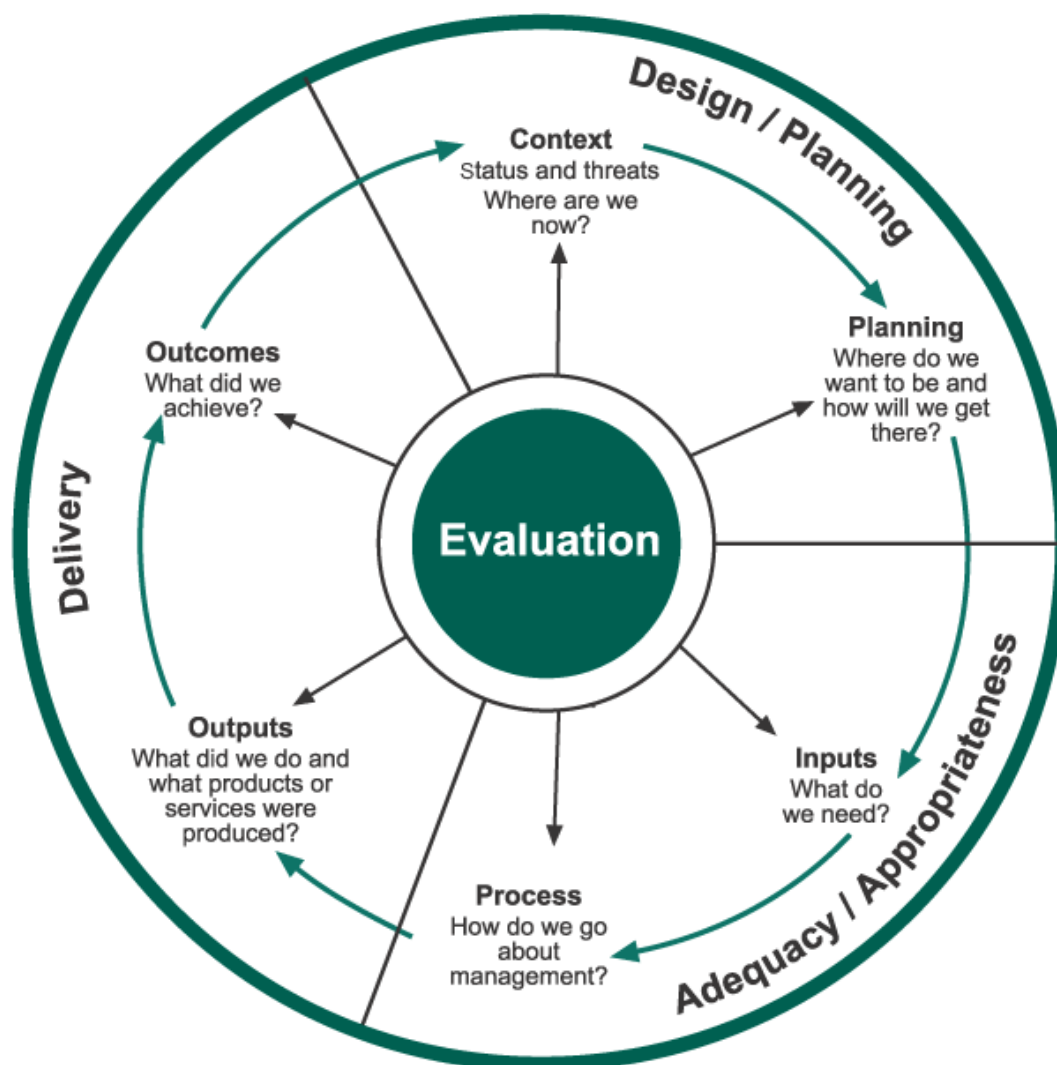 Design / Planning
Context
Status and threats
Where are we
now?
Planning
Where do we
want to be and
how will we get
there?
Outcomes
What did we
achieve?
Evaluation
Delivery
Outputs
What did we do and
what products or
services were
produced?
Inputs
What do
we need?
Process
How do we go
about
management?
Adequacy / Appropriateness